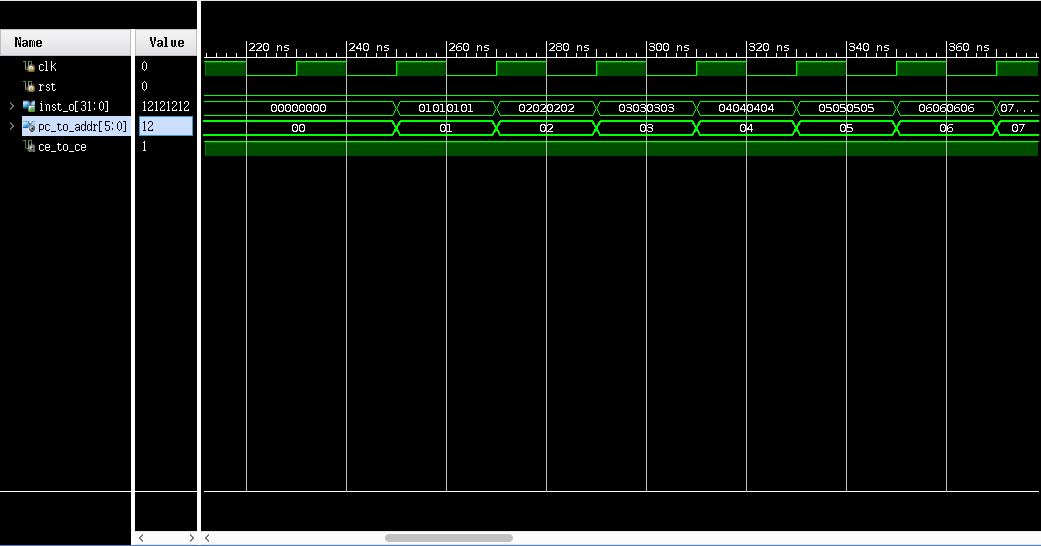 Name Value
220 ns 240 ns 260 ns 280 ns 300 ns 320 ns 340 ns 360 ns
clk 0
rst 0
inst_o[31:0] 12121212 00000000 01010101 02020202 03030303 04040404 05050505 06060606 07...
pc_to_addr[5:0] 12 00 01 02 03 04 05 06 07
ce_to_ce 1